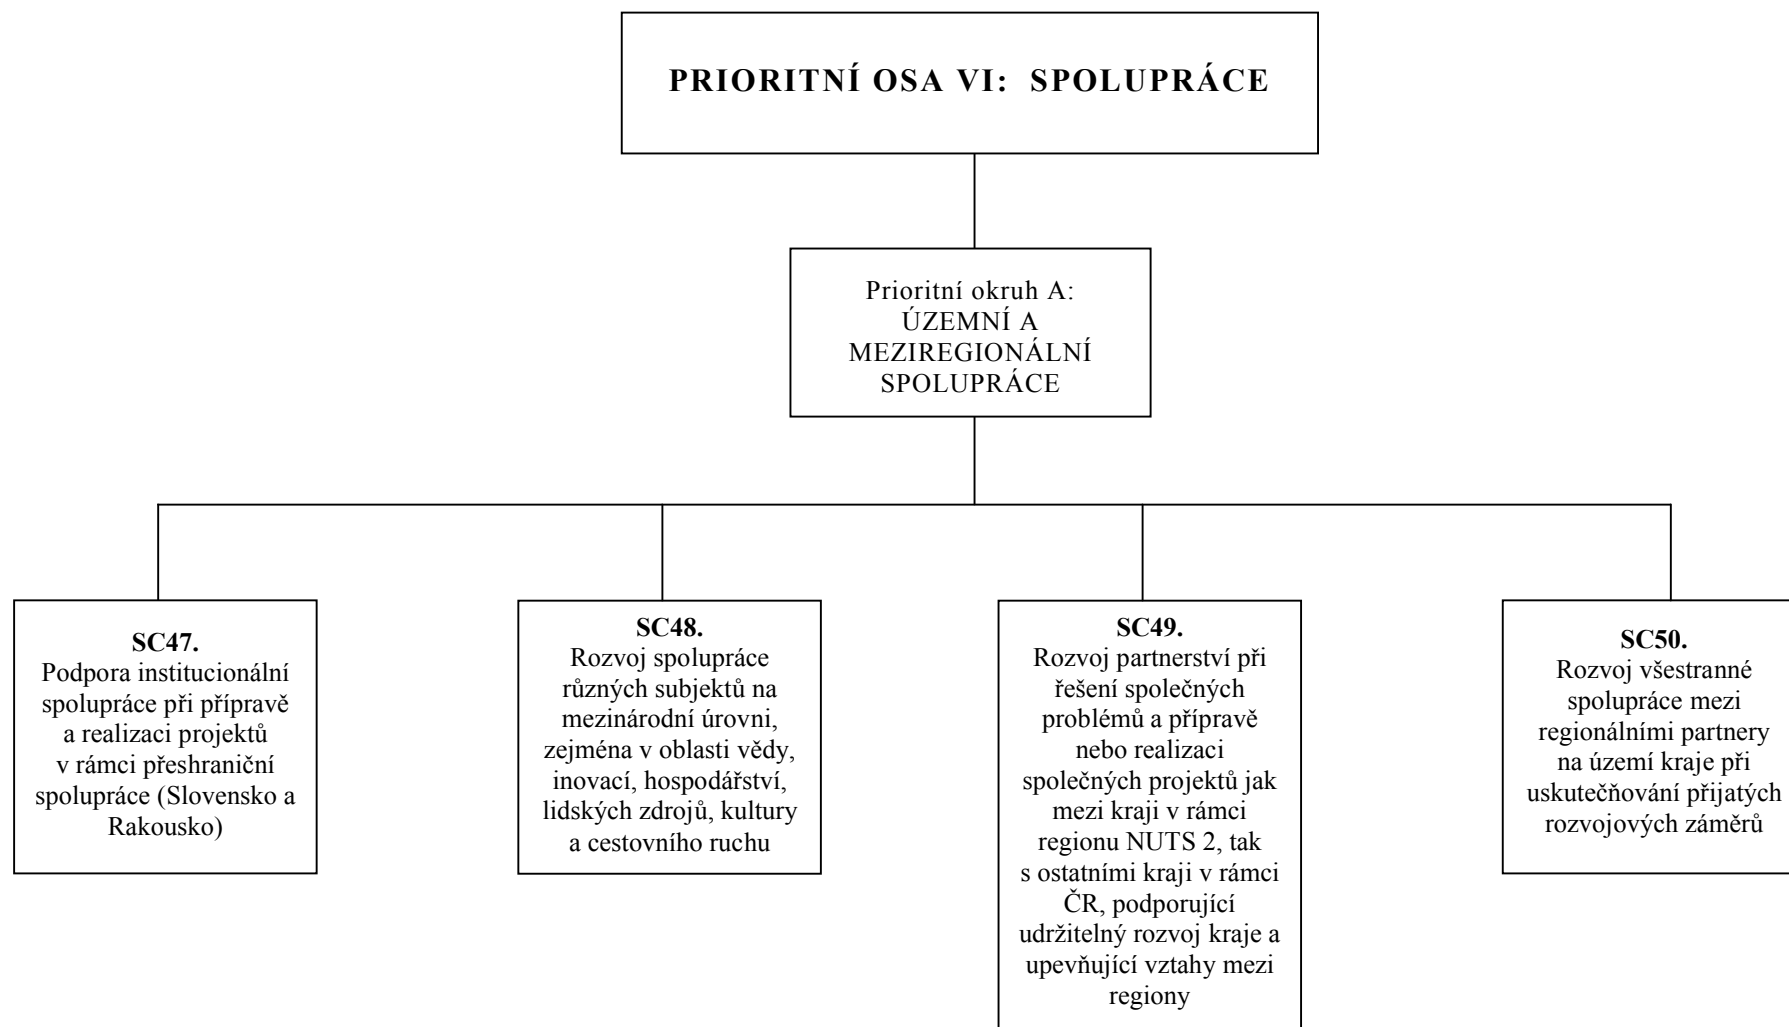 PRIORITNÍ OSA VI: SPOLUPRÁCE
Prioritní okruh A:
ÚZEMNÍ A
MEZIREGIONÁLNÍ
SPOLUPRÁCE
SC47.
Podpora institucionální
spolupráce při přípravě
a realizaci projektů
v rámci přeshraniční
spolupráce (Slovensko a
Rakousko)
SC48.
Rozvoj spolupráce
různých subjektů na
mezinárodní úrovni,
zejména v oblasti vědy,
inovací, hospodářství,
lidských zdrojů, kultury
a cestovního ruchu
SC49.
Rozvoj partnerství při
řešení společných
problémů a přípravě
nebo realizaci
společných projektů jak
mezi kraji v rámci
regionu NUTS 2, tak
s ostatními kraji v rámci
ČR, podporující
udržitelný rozvoj kraje a
upevňující vztahy mezi
regiony
SC50.
Rozvoj všestranné
spolupráce mezi
regionálními partnery
na území kraje při
uskutečňování přijatých
rozvojových záměrů